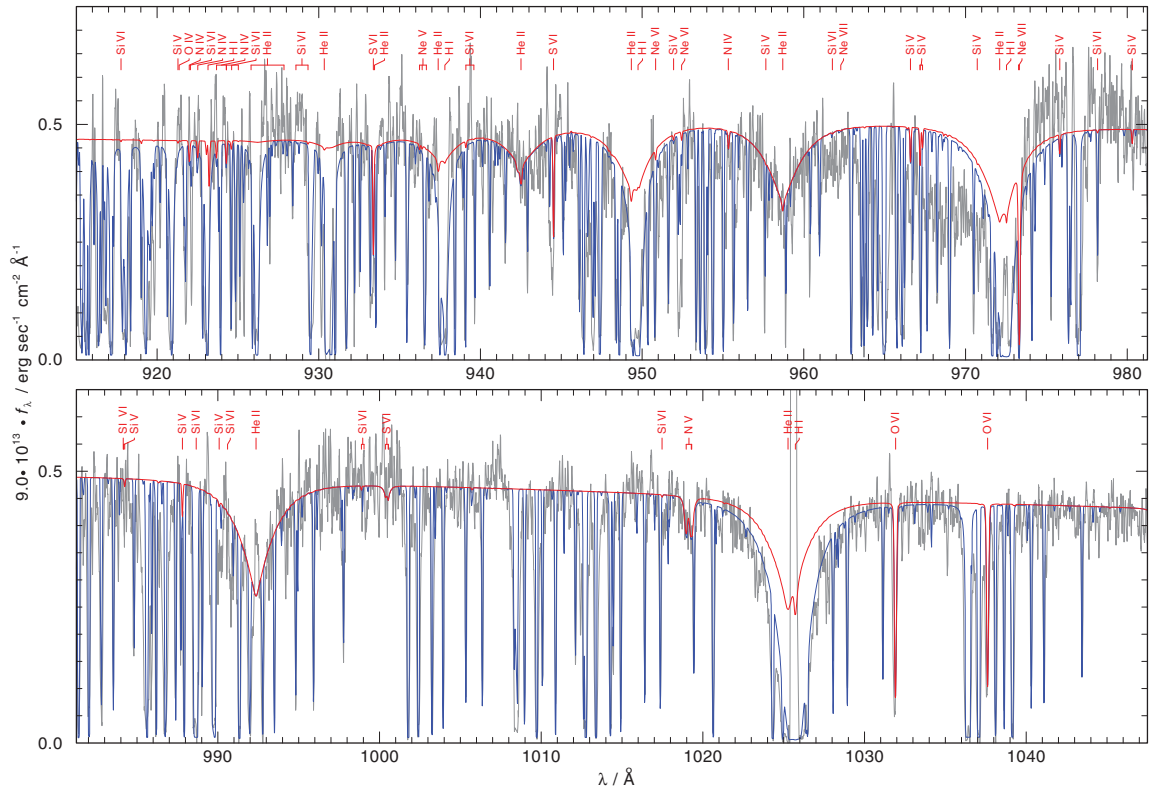 Si VI
Si V
O IV
N IV
Si VI
N IV
H I
N IV
Si VI
He II
Si VI
He II
S VI
He II
Ne V
He II
H I
Si VI
He II
S VI
He II
H I
Ne VI
Si V
Ne VI
N IV
Si V
He II
Si VI
Ne VII
Si V
Si V
Si V
He II
H I
Ne VII
Si V
Si VI
Si V
0.5
0.0
920
930
940
950
960
970
980
9.0• 10¹³ • fλ / erg sec⁻¹ cm⁻² Å⁻¹
SI VI
Si V
Si V
Si VI
Si V
Si VI
He II
Si VI
S VI
Si VI
N V
He II
H I
O VI
O VI
0.5
0.0
990
1000
1010
1020
1030
1040
λ / Å